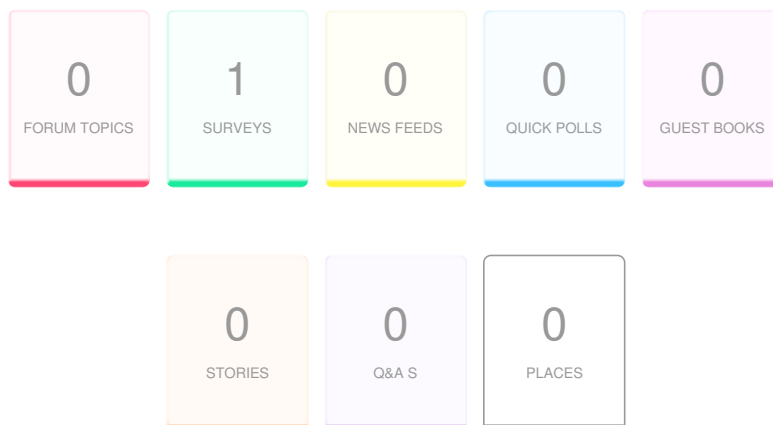 0 1 0 0 0
FORUM TOPICS SURVEYS NEWS FEEDS QUICK POLLS GUEST BOOKS
0 0 0
STORIES Q&A S PLACES